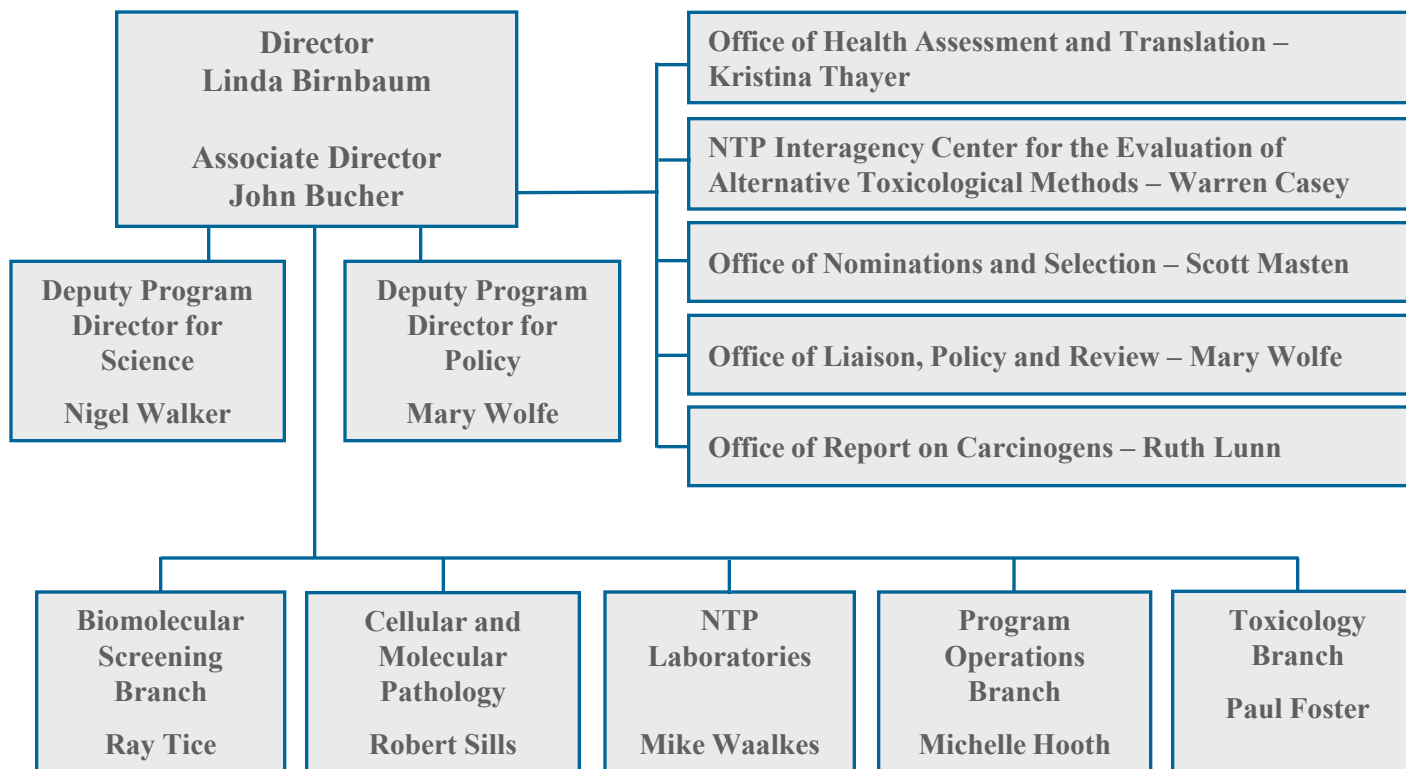 Director
Linda Birnbaum
Associate Director
John Bucher
Office of Health Assessment and Translation –
Kristina Thayer
NTP Interagency Center for the Evaluation of
Alternative Toxicological Methods – Warren Casey
Office of Nominations and Selection – Scott Masten
Office of Liaison, Policy and Review – Mary Wolfe
Office of Report on Carcinogens – Ruth Lunn
Deputy Program
Director for
Science
Nigel Walker
Deputy Program
Director for
Policy
Mary Wolfe
Biomolecular
Screening
Branch
Ray Tice
Cellular and
Molecular
Pathology
Robert Sills
NTP
Laboratories
Mike Waalkes
Program
Operations
Branch
Michelle Hooth
Toxicology
Branch
Paul Foster